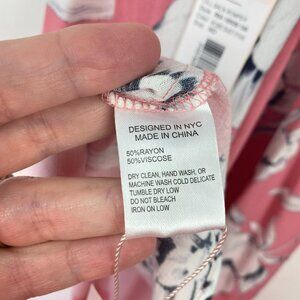 DESIGNED IN NYC
MADE IN CHINA
50%RAYON
50%VISCOSE
DRY CLEAN, HAND WASH, OR
MACHINE WASH COLD DELICATE
TUMBLE DRY LOW
DO NOT BLEACH
IRON ON LOW